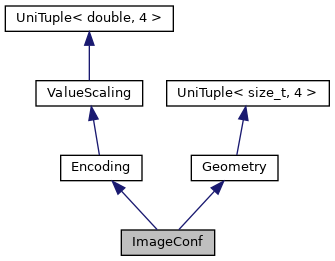 UniTuple< double, 4 >
ValueScaling
UniTuple< size_t, 4 >
Encoding
Geometry
ImageConf